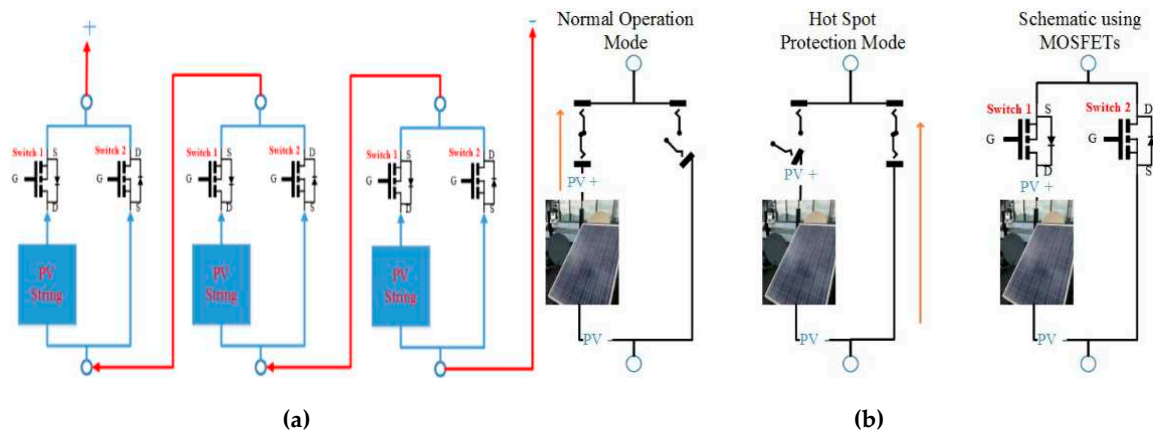 +
-
Switch 1
S
Switch 2
D
G
G
D
S
PV
String
Switch 1
S
Switch 2
D
G
G
D
S
PV
String
Switch 1
S
Switch 2
D
G
G
D
S
PV
String
(a)
Normal Operation
Mode
PV +
PV -
Hot Spot
Protection Mode
PV +
PV -
Schematic using
MOSFETs
Switch 1
S
Switch 2
D
G
G
D
S
PV +
PV -
(b)